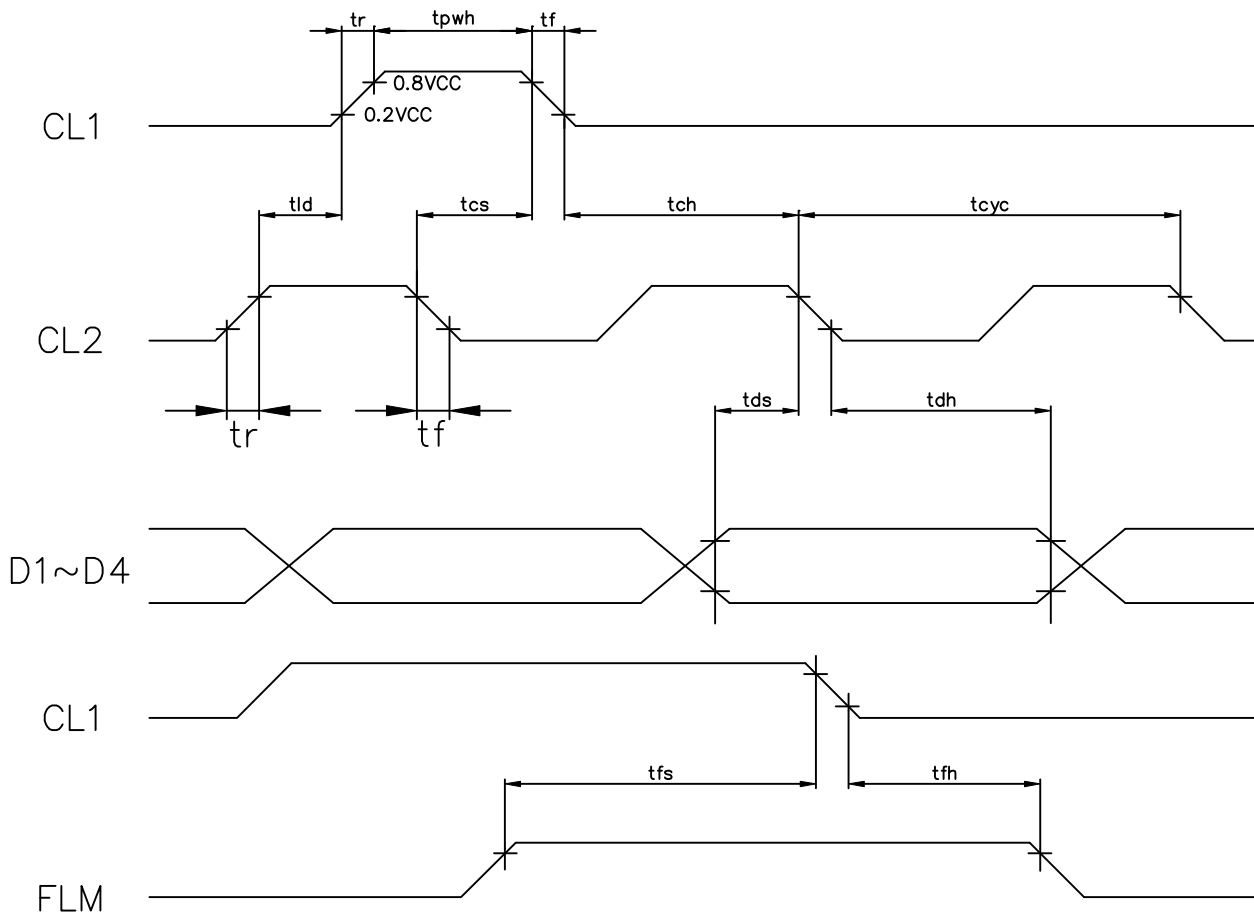 tr tpwh tf
0.8VCC
0.2VCC
CL1
tld tcs tch tcyc
CL2
tds tdh
tr tf
D1~D4
CL1
tfs tfh
FLM